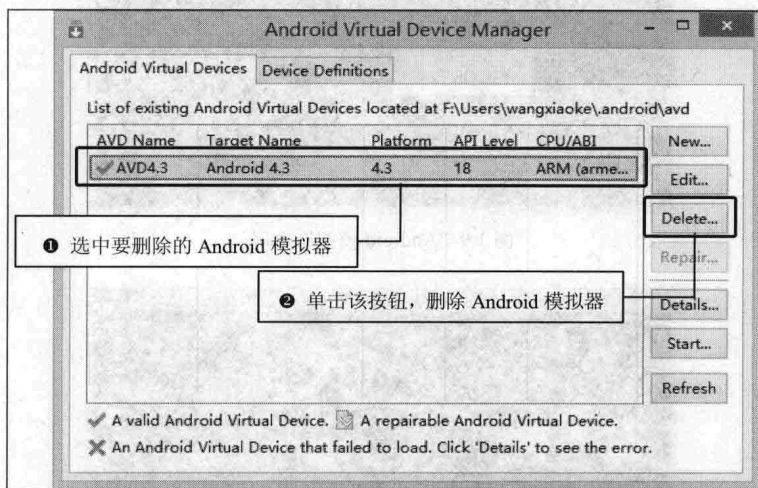 Android Virtual Device Manager
Android Virtual Devices Device Definitions
List of existing Android Virtual Devices located at F:\Users\wangxiaoke\.android\avd
AVD Name Target Name Platform API Level CPU/ABI
AVD4.3 Android 4.3 4.3 18 ARM (arme...
New...
Edit...
Delete...
Repair...
Details...
Start...
Refresh
❶ 选中要删除的 Android 模拟器
❷ 单击该按钮，删除 Android 模拟器
A valid Android Virtual Device. A repairable Android Virtual Device.
An Android Virtual Device that failed to load. Click 'Details' to see the error.